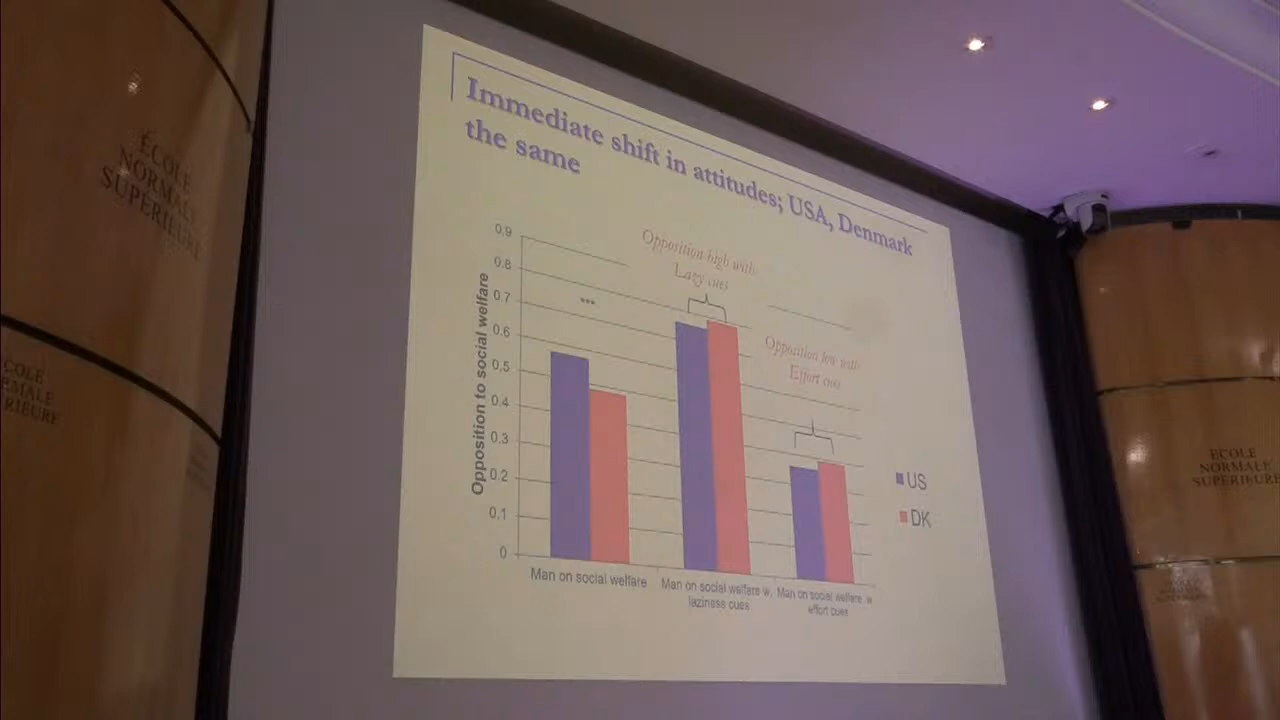 ÉCOLE
NORMALE
SUPÉRIEURE
Immediate shift in attitudes; USA, Denmark
the same
Opposition to social welfare
0.9
0.8
0.7
0.6
0.5
0.4
0.3
0.2
0.1
0
***
Opposition high with
Lazy cues
Opposition low with
Effort cues
US
DK
Man on social welfare
Man on social welfare w.
laziness cues
Man on social welfare w
effort cues
ECOLE
NORMALE
SUPÉRIEURE